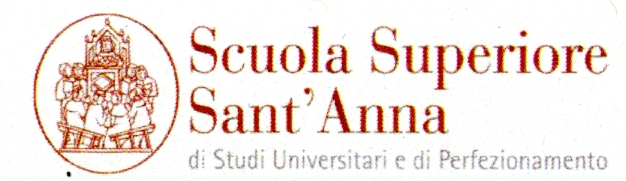 Scuola Superiore
Sant'Anna
di Studi Universitari e di Perfezionamento